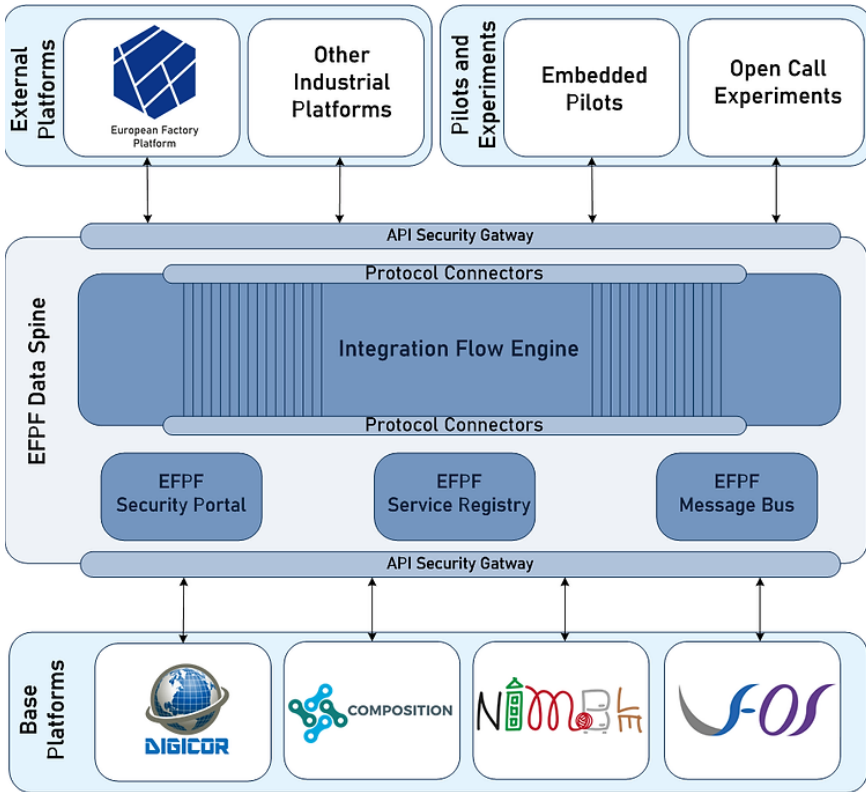 External
Platforms
European Factory
Platform
Other
Industrial
Platforms
Pilots and
Experiments
Embedded
Pilots
Open Call
Experiments
EFPF Data Spine
API Security Gatway
Protocol Connectors
Integration Flow Engine
Protocol Connectors
EFPF
Security Portal
EFPF
Service Registry
EFPF
Message Bus
API Security Gatway
Base
Platforms
DIGICOR
COMPOSITION
NIMBLE
vf-OS